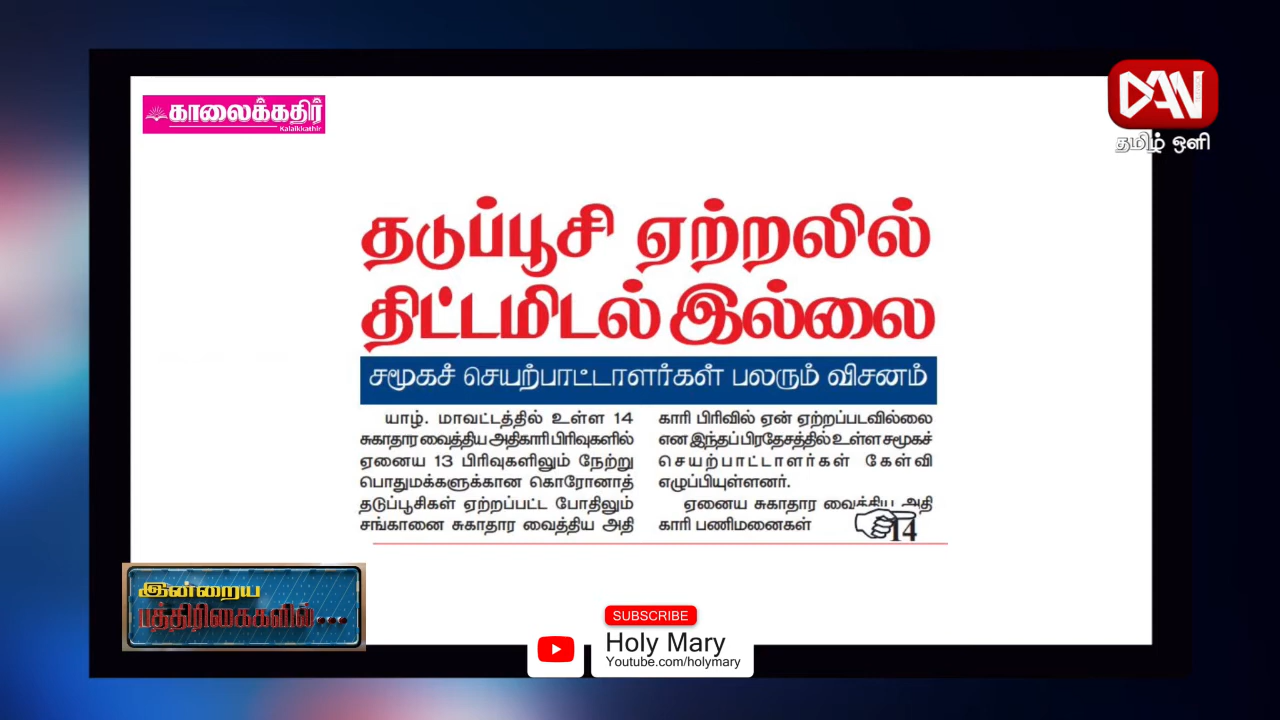 காலைக்கதிர்
Kalaikkathir
DAN
தமிழ் ஒளி
தடுப்பூசி ஏற்றலில்
திட்டமிடல் இல்லை
சமூகச் செயற்பாட்டாளர்கள் பலரும் விசனம்
யாழ். மாவட்டத்தில் உள்ள 14
சுகாதார வைத்திய அதிகாரி பிரிவுகளில்
ஏனைய 13 பிரிவுகளிலும் நேற்று
பொதுமக்களுக்கான கொரோனாத்
தடுப்பூசிகள் ஏற்றப்பட்ட போதிலும்
சங்கானை சுகாதார வைத்திய அதி
காரி பிரிவில் ஏன் ஏற்றப்படவில்லை
என இந்தப் பிரதேசத்தில் உள்ள சமூகச்
செயற்பாட்டாளர்கள் கேள்வி
எழுப்பியுள்ளனர்.
ஏனைய சுகாதார வைத்திய அதி
காரி பணிமனைகள்
14
இன்றைய
பத்திரிகைகளில்...
SUBSCRIBE
Holy Mary
Youtube.com/holymary